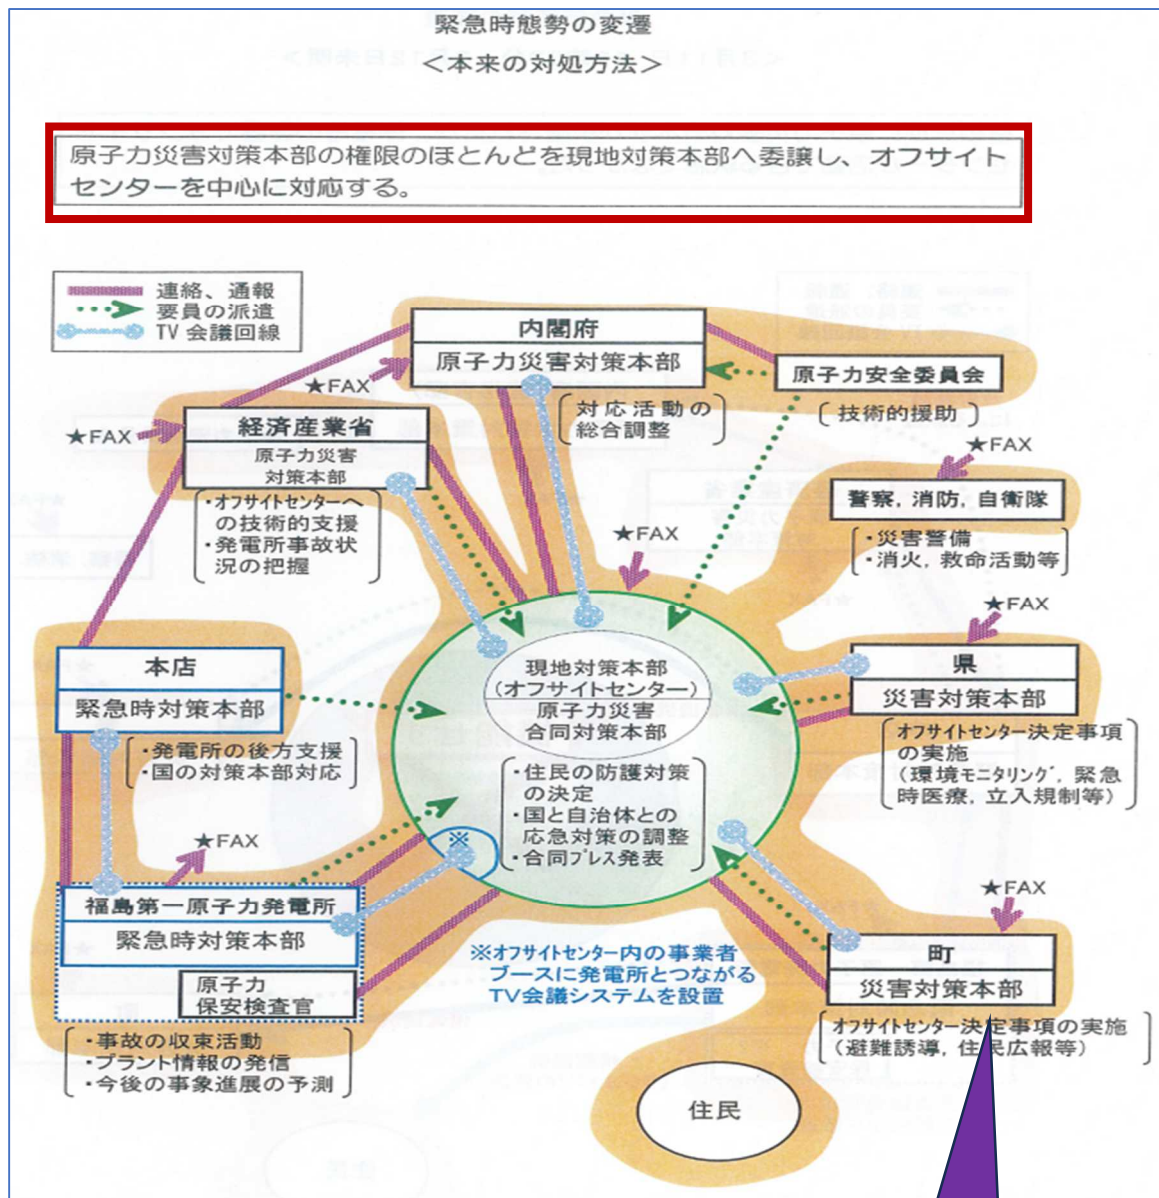 緊急時態勢の変遷
＜本来の対処方法＞
原子力災害対策本部の権限のほとんどを現地対策本部へ委譲し、オフサイト
センターを中心に対応する。
連絡、通報
要員の派遣
TV 会議回線
内閣府
原子力災害対策本部
対応活動の
総合調整
原子力安全委員会
技術的援助
★FAX
★FAX
経済産業省
原子力災害
対策本部
・オフサイトセンターへ
の技術的支援
・発電所事故状
況の把握
★FAX
警察，消防，自衛隊
・災害警備
・消火，救命活動等
★FAX
★FAX
県
災害対策本部
オフサイトセンター決定事項
の実施
（環境モニタリング，緊急
時医療，立入規制等）
本店
緊急時対策本部
・発電所の後方支援
・国の対策本部対応
現地対策本部
（オフサイトセンター）
原子力災害
合同対策本部
・住民の防護対策
の決定
・国と自治体との
応急対策の調整
・合同プレス発表
※
★FAX
福島第一原子力発電所
緊急時対策本部
原子力
保安検査官
・事故の収束活動
・プラント情報の発信
・今後の事象進展の予測
※オフサイトセンター内の事業者
ブースに発電所とつながる
TV会議システムを設置
★FAX
町
災害対策本部
オフサイトセンター決定事項の実施
（避難誘導，住民広報等）
住民